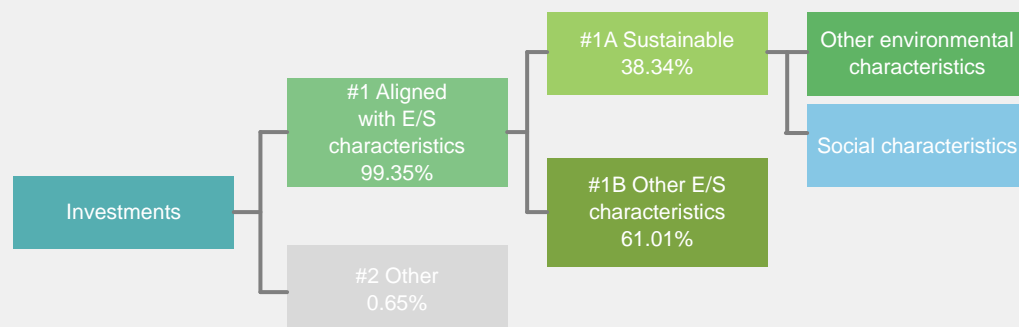 Investments
#1 Aligned
with E/S
characteristics
99.35%
#2 Other
0.65%
#1A Sustainable
38.34%
#1B Other E/S
characteristics
61.01%
Other environmental
characteristics
Social characteristics